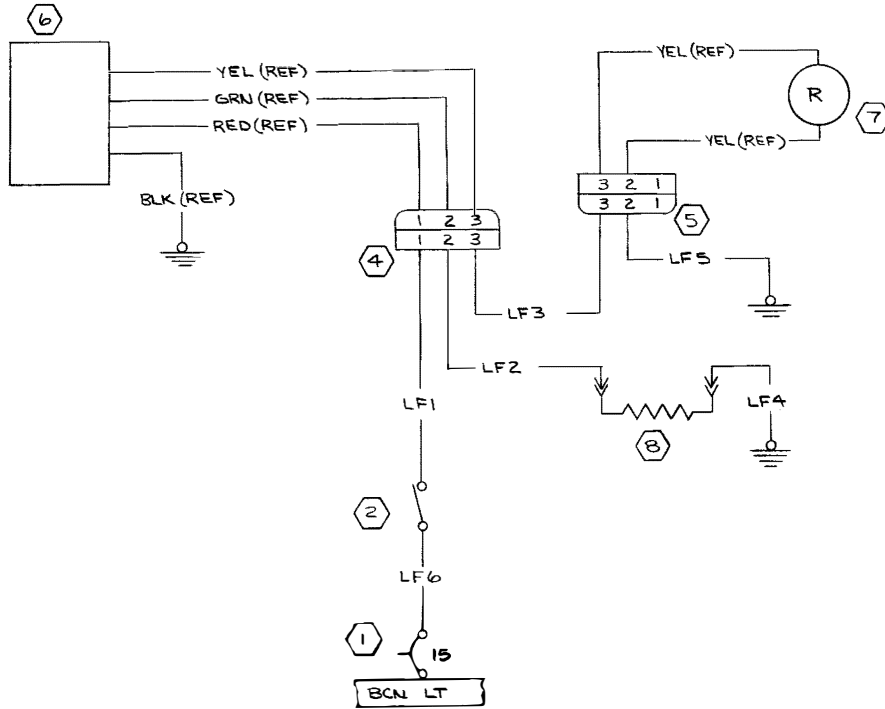 6
YEL (REF)
GRN (REF)
RED (REF)
BLK (REF)
YEL (REF)
R
7
YEL (REF)
3 2 1
3 2 1
5
1 2 3
1 2 3
4
LF5
LF3
LF2
LF4
8
LF1
2
LF6
1
15
BCN LT